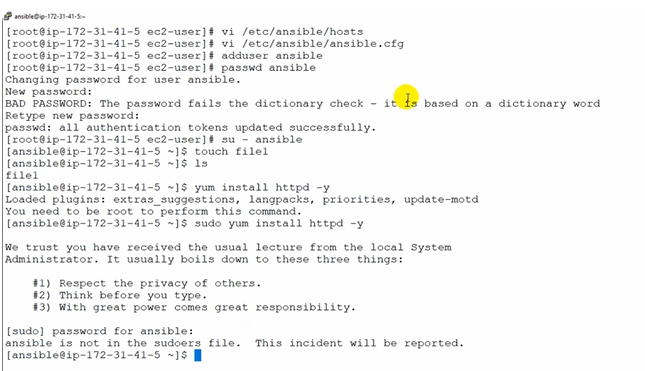 ansible@ip-172-31-41-5:~
[root@ip-172-31-41-5 ec2-user]# vi /etc/ansible/hosts
[root@ip-172-31-41-5 ec2-user]# vi /etc/ansible/ansible.cfg
[root@ip-172-31-41-5 ec2-user]# adduser ansible
[root@ip-172-31-41-5 ec2-user]# passwd ansible
Changing password for user ansible.
New password:
BAD PASSWORD: The password fails the dictionary check - it is based on a dictionary word
Retype new password:
passwd: all authentication tokens updated successfully.
[root@ip-172-31-41-5 ec2-user]# su - ansible
[ansible@ip-172-31-41-5 ~]$ touch file1
[ansible@ip-172-31-41-5 ~]$ ls
file1
[ansible@ip-172-31-41-5 ~]$ yum install httpd -y
Loaded plugins: extras_suggestions, langpacks, priorities, update-motd
You need to be root to perform this command.
[ansible@ip-172-31-41-5 ~]$ sudo yum install httpd -y
We trust you have received the usual lecture from the local System
Administrator. It usually boils down to these three things:
#1) Respect the privacy of others.
#2) Think before you type.
#3) With great power comes great responsibility.
[sudo] password for ansible:
ansible is not in the sudoers file.  This incident will be reported.
[ansible@ip-172-31-41-5 ~]$